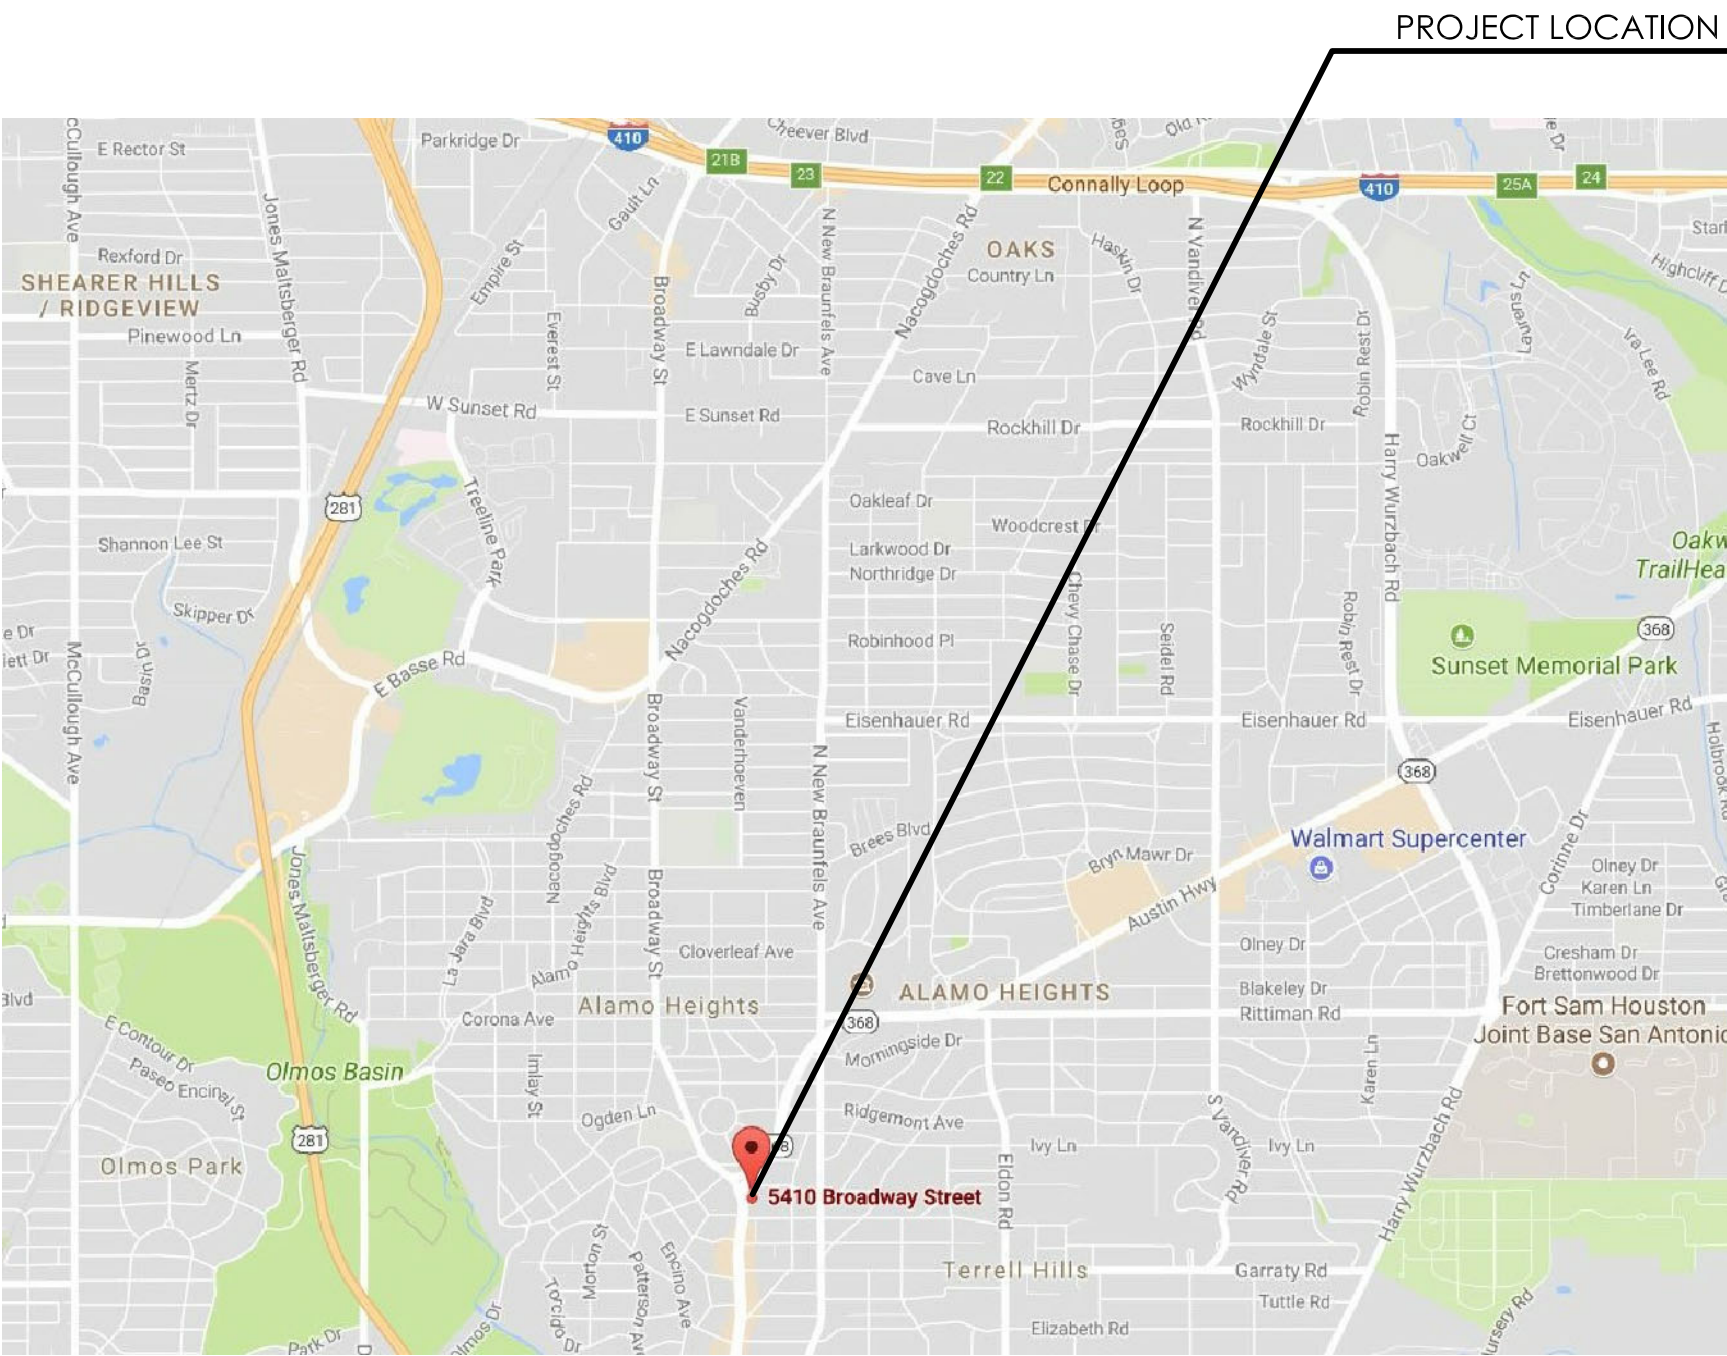 PROJECT LOCATION
Parkridge Dr
410
Cheever Blvd
E Rector St
21B
23
22
Connally Loop
410
25A
24
Gault Ln
Jones Maltsberger Rd
N New Braunfels Ave
Nacogdoches Rd
OAKS
Country Ln
Haskin Dr
Rexford Dr
SHEARER HILLS
/ RIDGEVIEW
Empire St
Busby Dr
Broadway St
Highcliff
Laurens Ln
Pinewood Ln
Everest St
E Lawndale Dr
Wyndale St
Robin Rest Dr
Ira Lee Rd
Mertz Dr
Cave Ln
W Sunset Rd
E Sunset Rd
Rockhill Dr
Rockhill Dr
Oakwell Ct
281
Treeline Park
Oakleaf Dr
Woodcrest Dr
Harry Wurzbach Rd
Shannon Lee St
Larkwood Dr
Northridge Dr
Nacogdoches Rd
Chevy Chase Dr
Skipper Dr
Robinhood Pl
Seidel Rd
Robin Rest Dr
368
Sunset Memorial Park
McCullough Ave
Basin Dr
E Basse Rd
Broadway St
Vanderhoeven
Eisenhauer Rd
Eisenhauer Rd
Eisenhauer Rd
N New Braunfels Ave
368
Nacogdoches Rd
Brees Blvd
Bryn Mawr Dr
Walmart Supercenter
Corinne Dr
Olney Dr
Karen Ln
Timberlane Dr
Jones Maltsberger Rd
Alamo Heights Blvd
Broadway St
Austin Hwy
La Jara Blvd
Cloverleaf Ave
Olney Dr
Cresham Dr
Brettonwood Dr
Alamo Heights
ALAMO HEIGHTS
Blakeley Dr
Rittiman Rd
Fort Sam Houston
Corona Ave
368
E Contour Dr
Morningside Dr
Olmos Basin
Paseo Encinal St
Imlay St
Karen Ln
Ogden Ln
Ridgemont Ave
281
Ivy Ln
S Vandiver Rd
Ivy Ln
Olmos Park
Eldon Rd
Harry Wurzbach Rd
5410 Broadway Street
Morton St
Patterson Ave
Encino Ave
Torcido Dr
Terrell Hills
Garraty Rd
Tuttle Rd
Elizabeth Rd
Park Dr